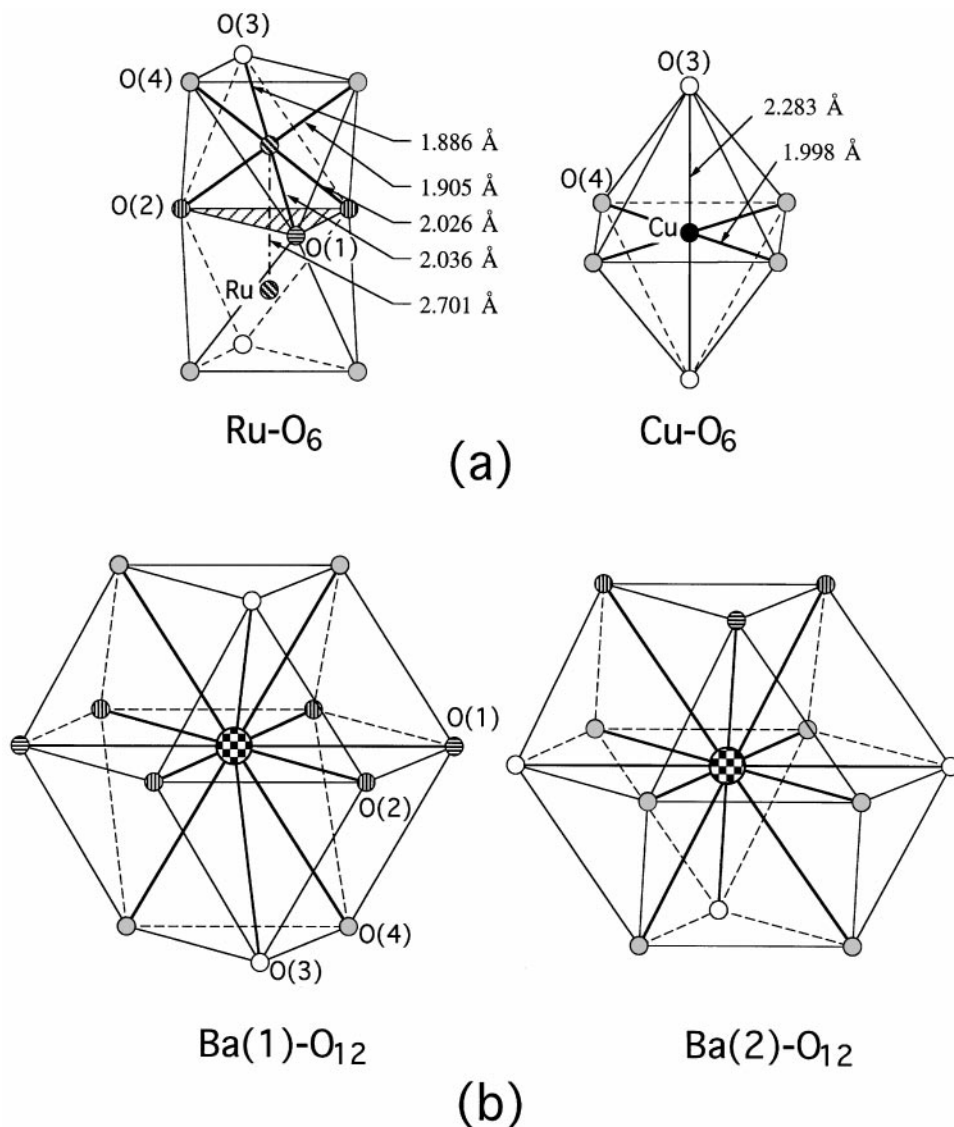 O(3)
O(4)
1.886 Å
1.905 Å
O(2)
2.026 Å
O(1)
2.036 Å
Ru
2.701 Å
Ru-O6
O(3)
2.283 Å
1.998 Å
O(4)
Cu
Cu-O6
(a)
O(1)
O(2)
O(4)
O(3)
Ba(1)-O12
Ba(2)-O12
(b)